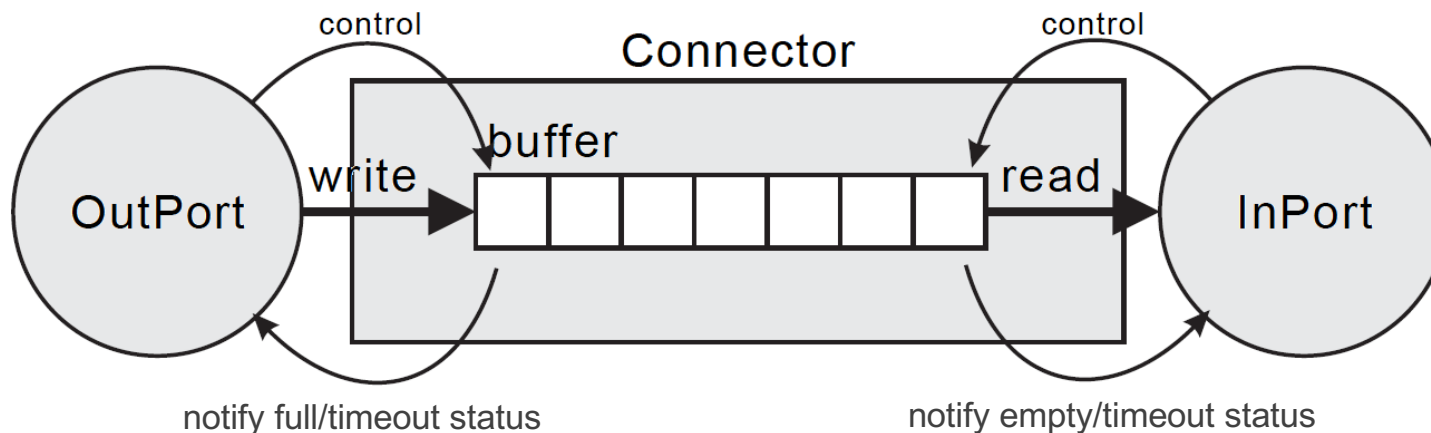 control
control
Connector
buffer
write
read
OutPort
InPort
notify full/timeout status
notify empty/timeout status